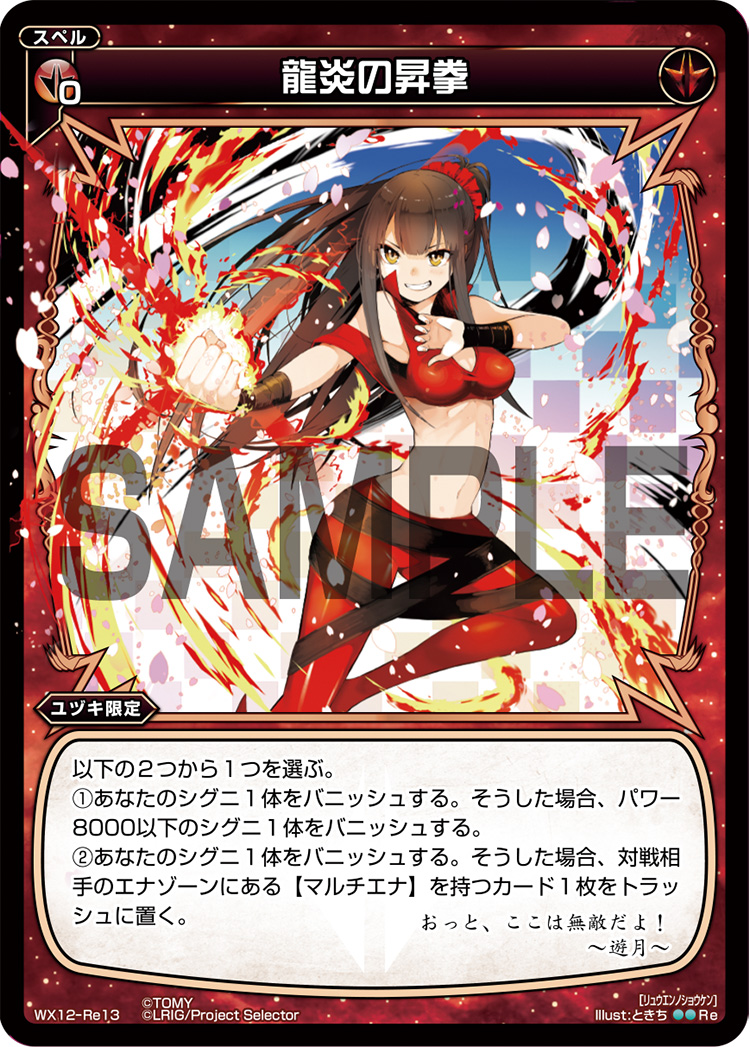 スペル
0
龍炎の昇拳
SAMPLE
ユヅキ限定
以下の2つから1つを選ぶ。
①あなたのシグニ1体をバニッシュする。そうした場合、パワー
8000以下のシグニ1体をバニッシュする。
②あなたのシグニ1体をバニッシュする。そうした場合、対戦相
手のエナゾーンにある【マルチエナ】を持つカード1枚をトラッ
シュに置く。
おっと、ここは無敵だよ!
~遊月~
WX12-Re13
©TOMY
©LRIG/Project Selector
[リュウエンノショウケン]
Illust:ときち
Re